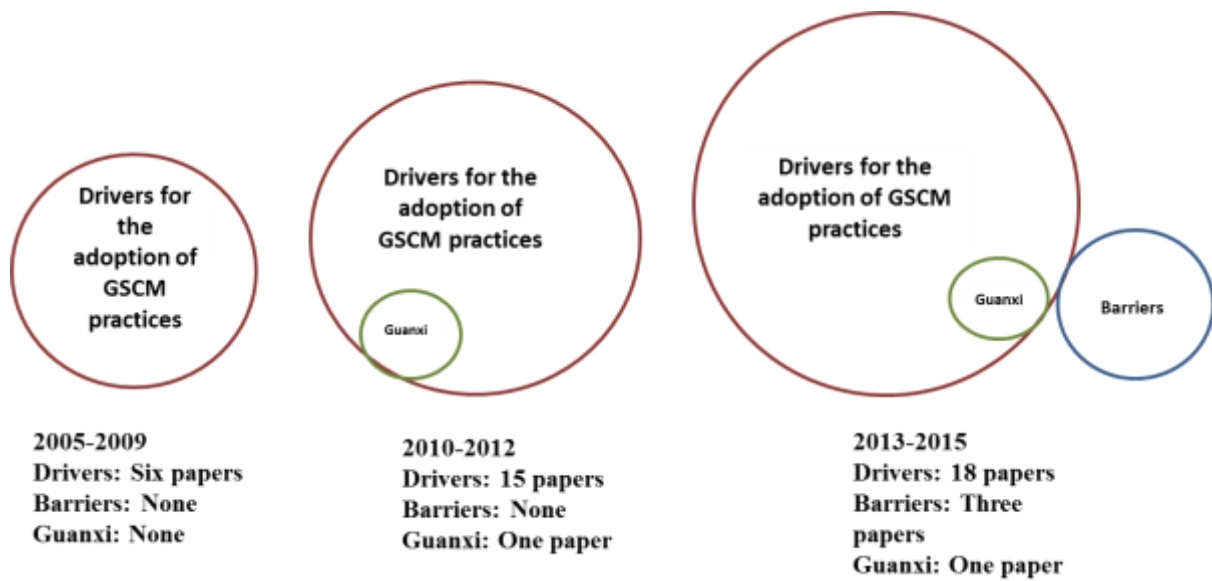 Drivers for
the
adoption of
GSCM
practices
2005-2009
Drivers: Six papers
Barriers: None
Guanxi: None
Drivers for the
adoption of
GSCM practices
Guanxi
2010-2012
Drivers: 15 papers
Barriers: None
Guanxi: One paper
Drivers for the
adoption of GSCM
practices
Guanxi
Barriers
2013-2015
Drivers: 18 papers
Barriers: Three
papers
Guanxi: One paper